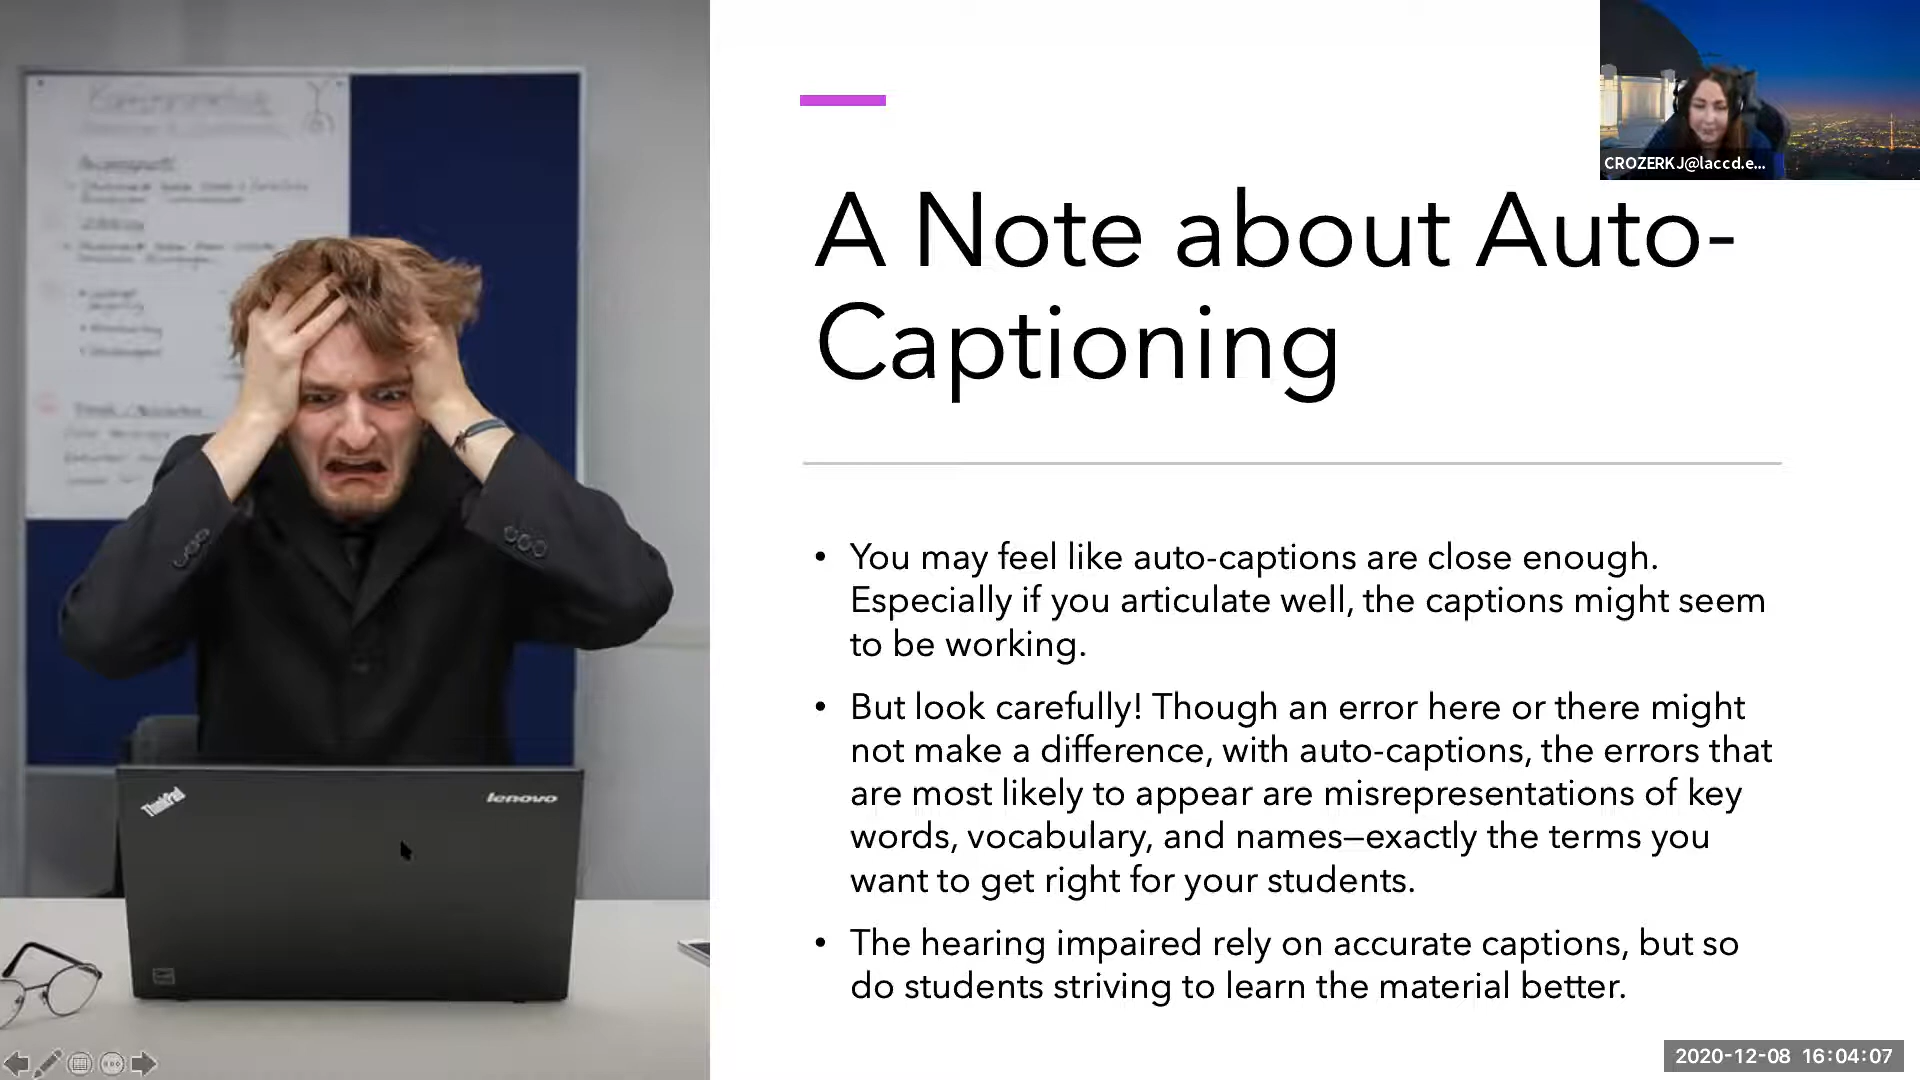 CROZERKJ@laccd.e...
A Note about Auto-
Captioning
• You may feel like auto-captions are close enough.
Especially if you articulate well, the captions might seem
to be working.
• But look carefully! Though an error here or there might
not make a difference, with auto-captions, the errors that
are most likely to appear are misrepresentations of key
words, vocabulary, and names—exactly the terms you
want to get right for your students.
• The hearing impaired rely on accurate captions, but so
do students striving to learn the material better.
ThinkPad
lenovo
2020-12-08 16:04:07